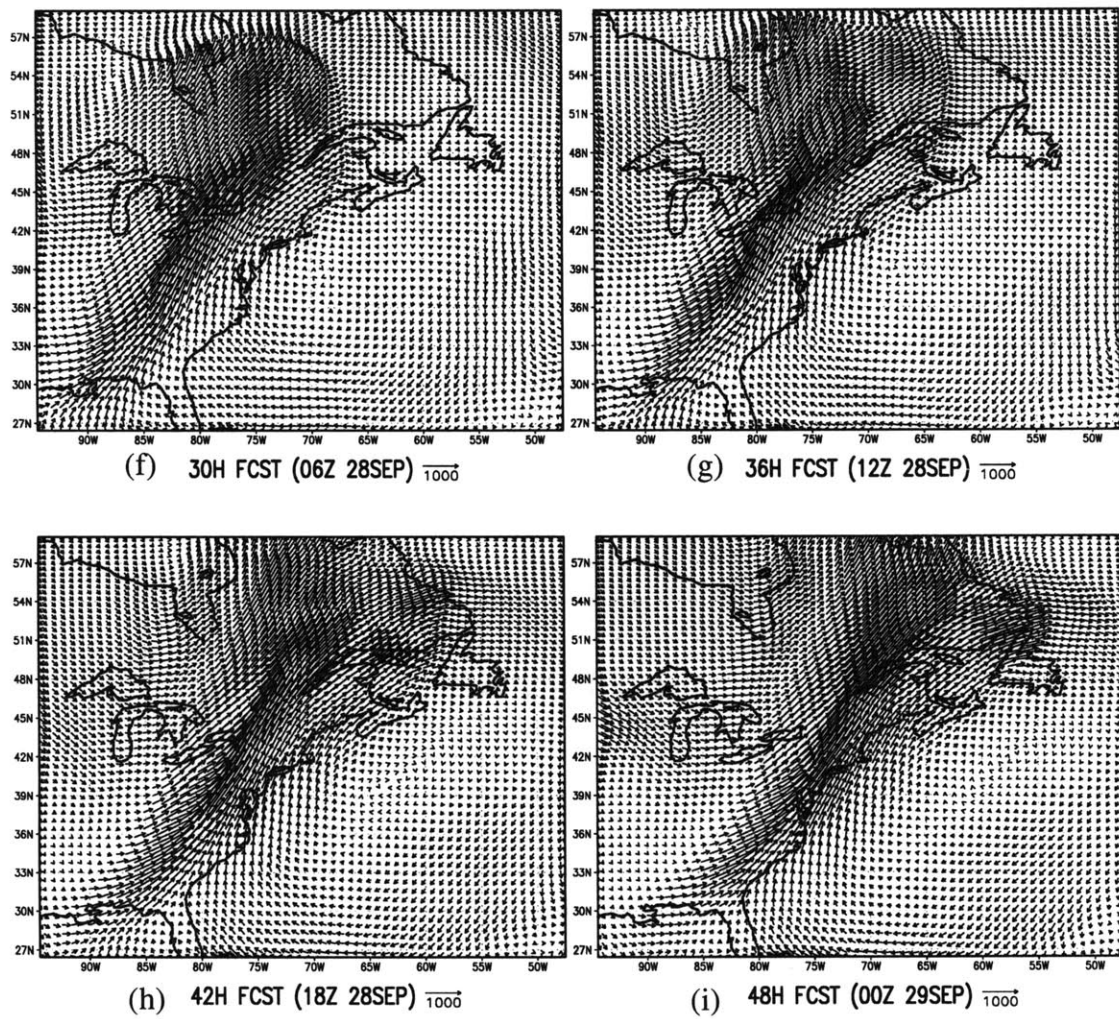 57N
54N
51N
48N
45N
42N
39N
36N
33N
30N
27N
90W 85W 80W 75W 70W 65W 60W 55W 50W
(f) 30H FCST (06Z 28SEP) 1000
57N
54N
51N
48N
45N
42N
39N
36N
33N
30N
27N
90W 85W 80W 75W 70W 65W 60W 55W 50W
(g) 36H FCST (12Z 28SEP) 1000
57N
54N
51N
48N
45N
42N
39N
36N
33N
30N
27N
90W 85W 80W 75W 70W 65W 60W 55W 50W
(h) 42H FCST (18Z 28SEP) 1000
57N
54N
51N
48N
45N
42N
39N
36N
33N
30N
27N
90W 85W 80W 75W 70W 65W 60W 55W 50W
(i) 48H FCST (00Z 29SEP) 1000